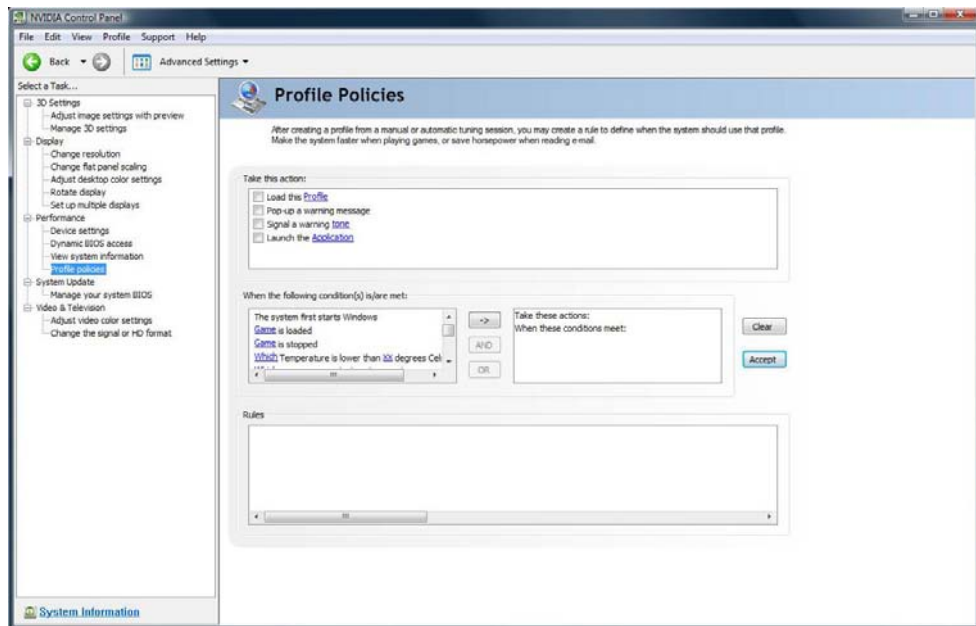 NVIDIA Control Panel
File Edit View Profile Support Help
Back Advanced Settings
Select a Task...
3D Settings
Adjust image settings with preview
Manage 3D settings
Display
Change resolution
Change flat panel scaling
Adjust desktop color settings
Rotate display
Set up multiple displays
Performance
Device settings
Dynamic BIOS access
View system information
Profile policies
System Update
Manage your system BIOS
Video & Television
Adjust video color settings
Change the signal or HD format
System Information
Profile Policies
After creating a profile from a manual or automatic tuning session, you may create a rule to define when the system should use that profile.
Make the system faster when playing games, or save horsepower when reading email.
Take this action:
Load this Profile
Pop-up a warning message
Signal a warning tone
Launch the Application
When the following condition(s) is/are met:
The system first starts Windows
Game is loaded
Game is stopped
Which Temperature is lower than XX degrees Cel
->
AND
OR
Take these actions:
When these conditions meet:
Clear
Accept
Rules